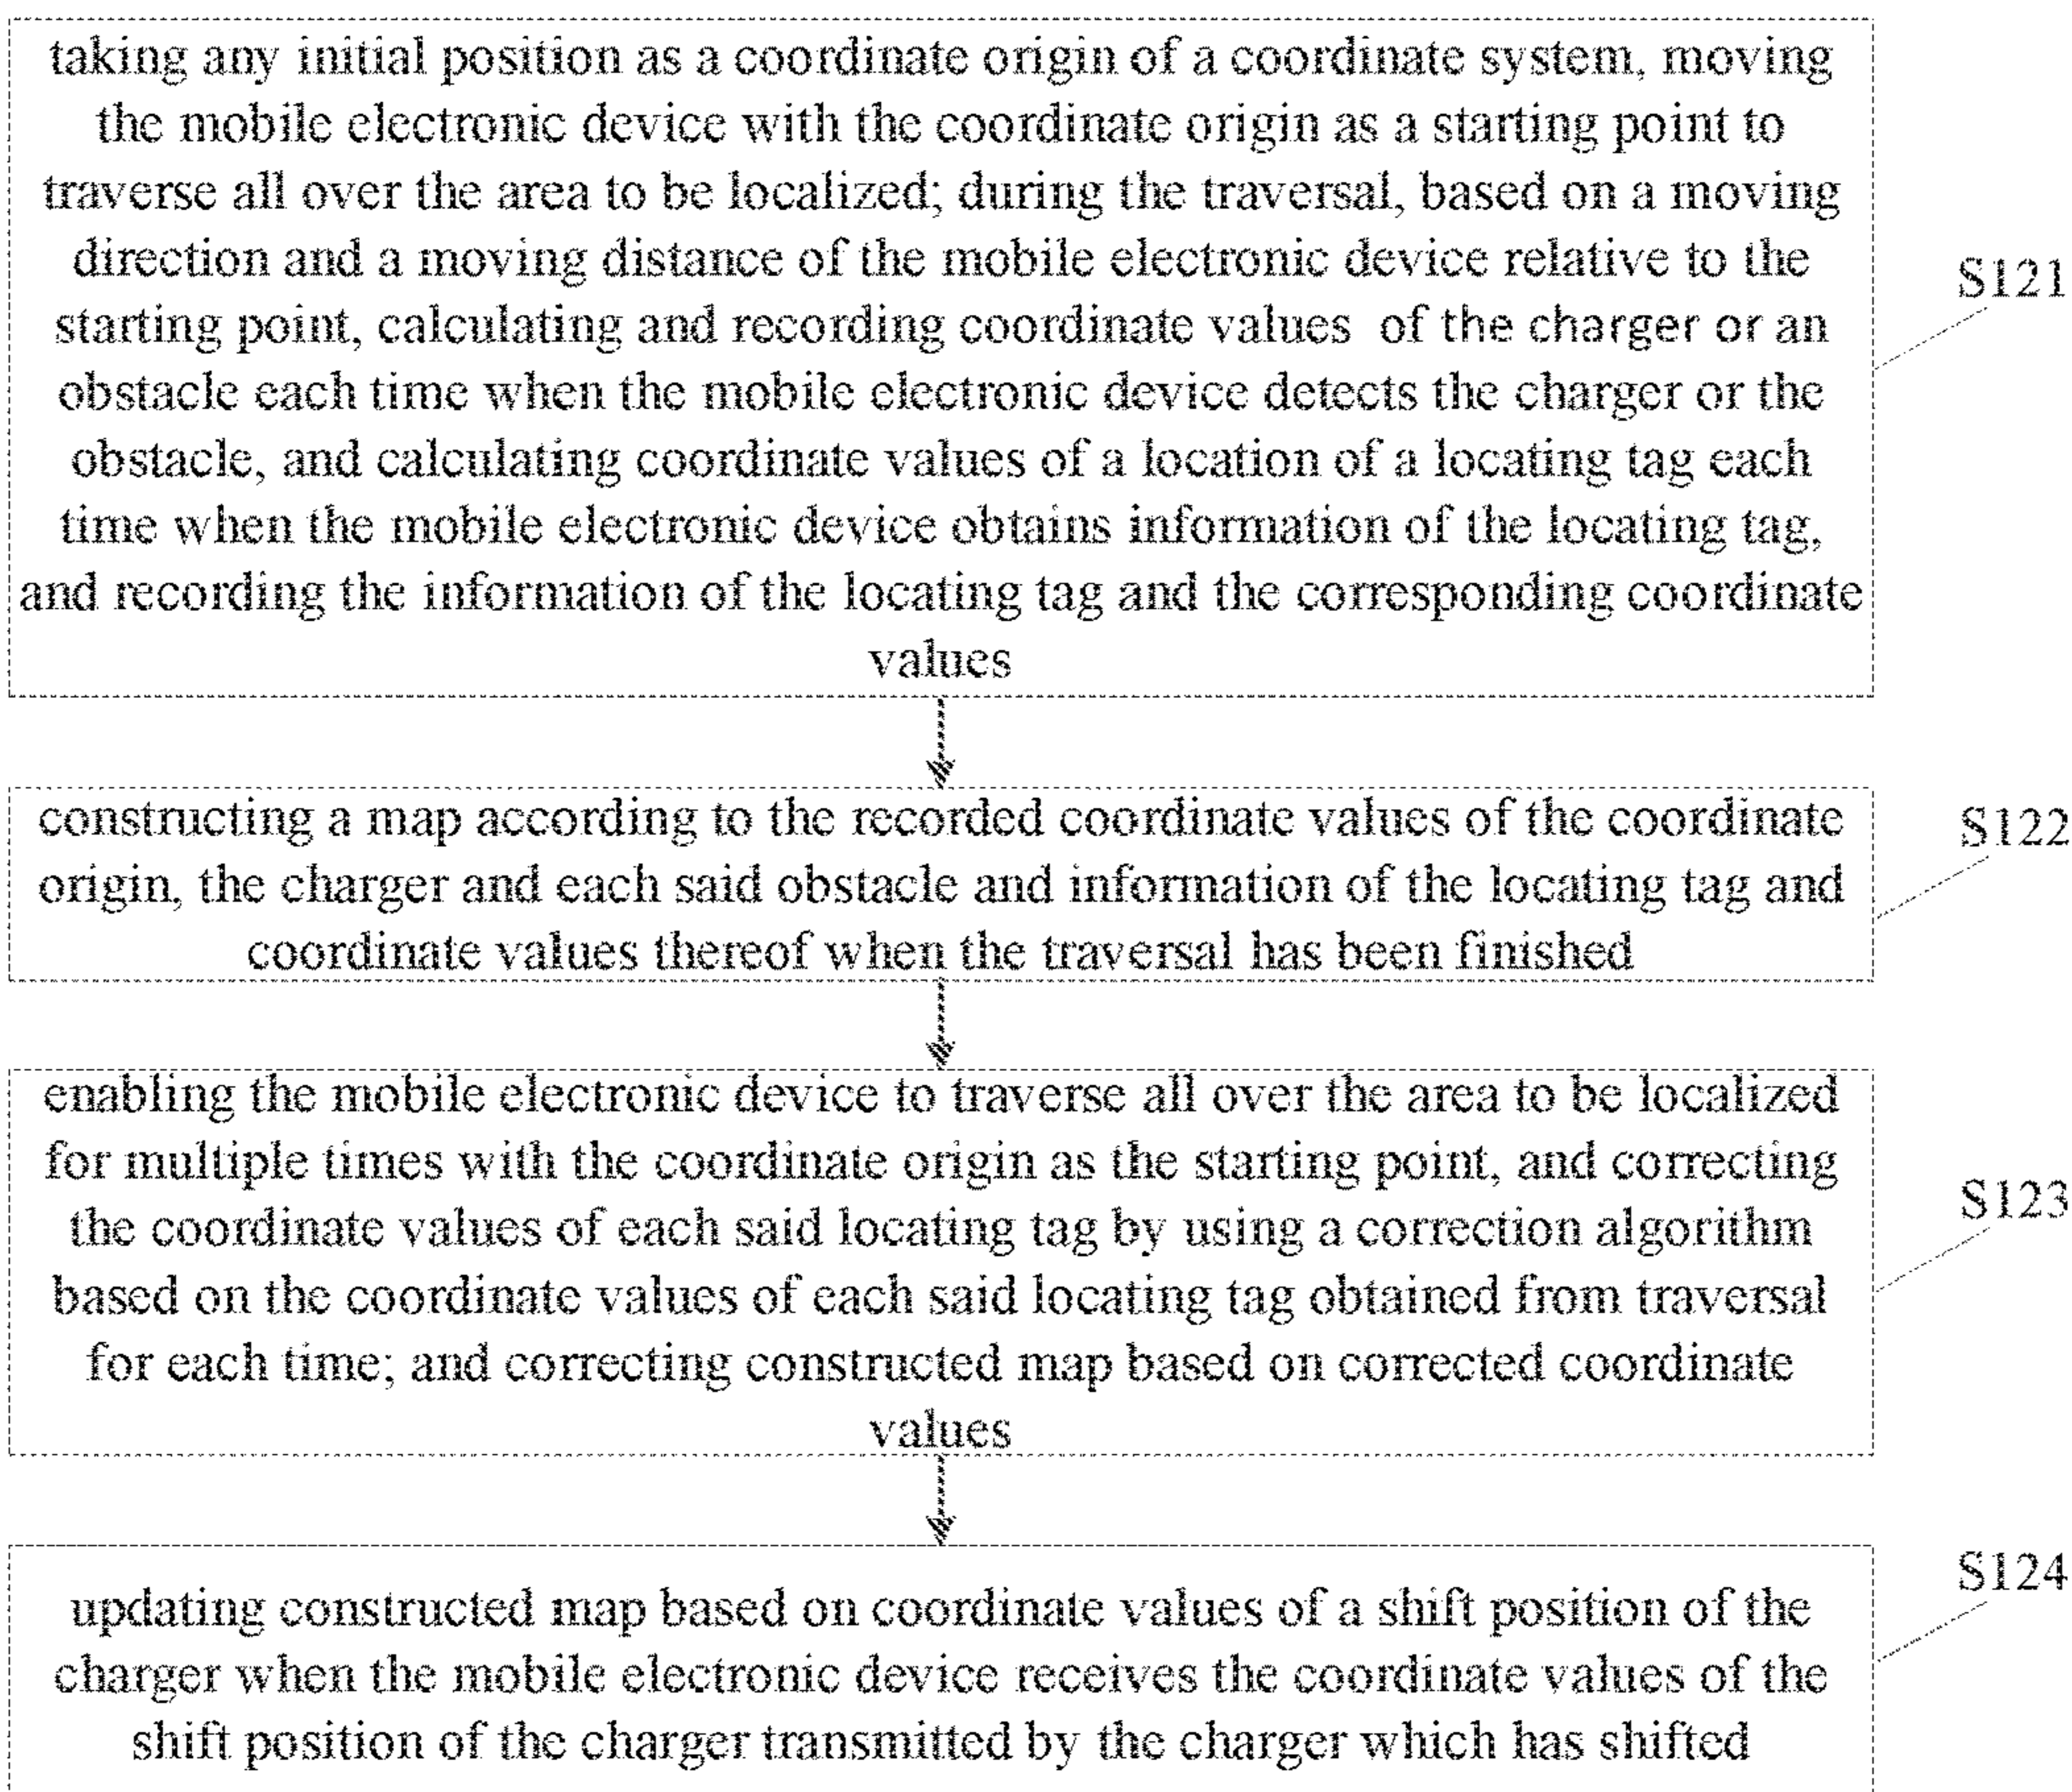 taking any initial position as a coordinate origin of a coordinate system, moving
the mobile electronic device with the coordinate origin as a starting point to
traverse all over the area to be localized; during the traversal, based on a moving
direction and a moving distance of the mobile electronic device relative to the
starting point, calculating and recording coordinate values of the charger or an
obstacle each time when the mobile electronic device detects the charger or the
obstacle, and calculating coordinate values of a location of a locating tag each
time when the mobile electronic device obtains information of the locating tag,
and recording the information of the locating tag and the corresponding coordinate
values
S121
constructing a map according to the recorded coordinate values of the coordinate
origin, the charger and each said obstacle and information of the locating tag and
coordinate values thereof when the traversal has been finished
S122
enabling the mobile electronic device to traverse all over the area to be localized
for multiple times with the coordinate origin as the starting point, and correcting
the coordinate values of each said locating tag by using a correction algorithm
based on the coordinate values of each said locating tag obtained from traversal
for each time; and correcting constructed map based on corrected coordinate
values
S123
updating constructed map based on coordinate values of a shift position of the
charger when the mobile electronic device receives the coordinate values of the
shift position of the charger transmitted by the charger which has shifted
S124